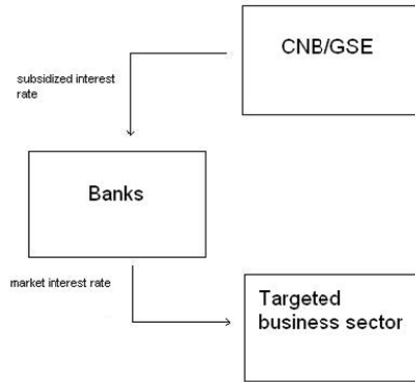 CNB/GSE
subsidized interest
rate
Banks
market interest rate
Targeted
business sector